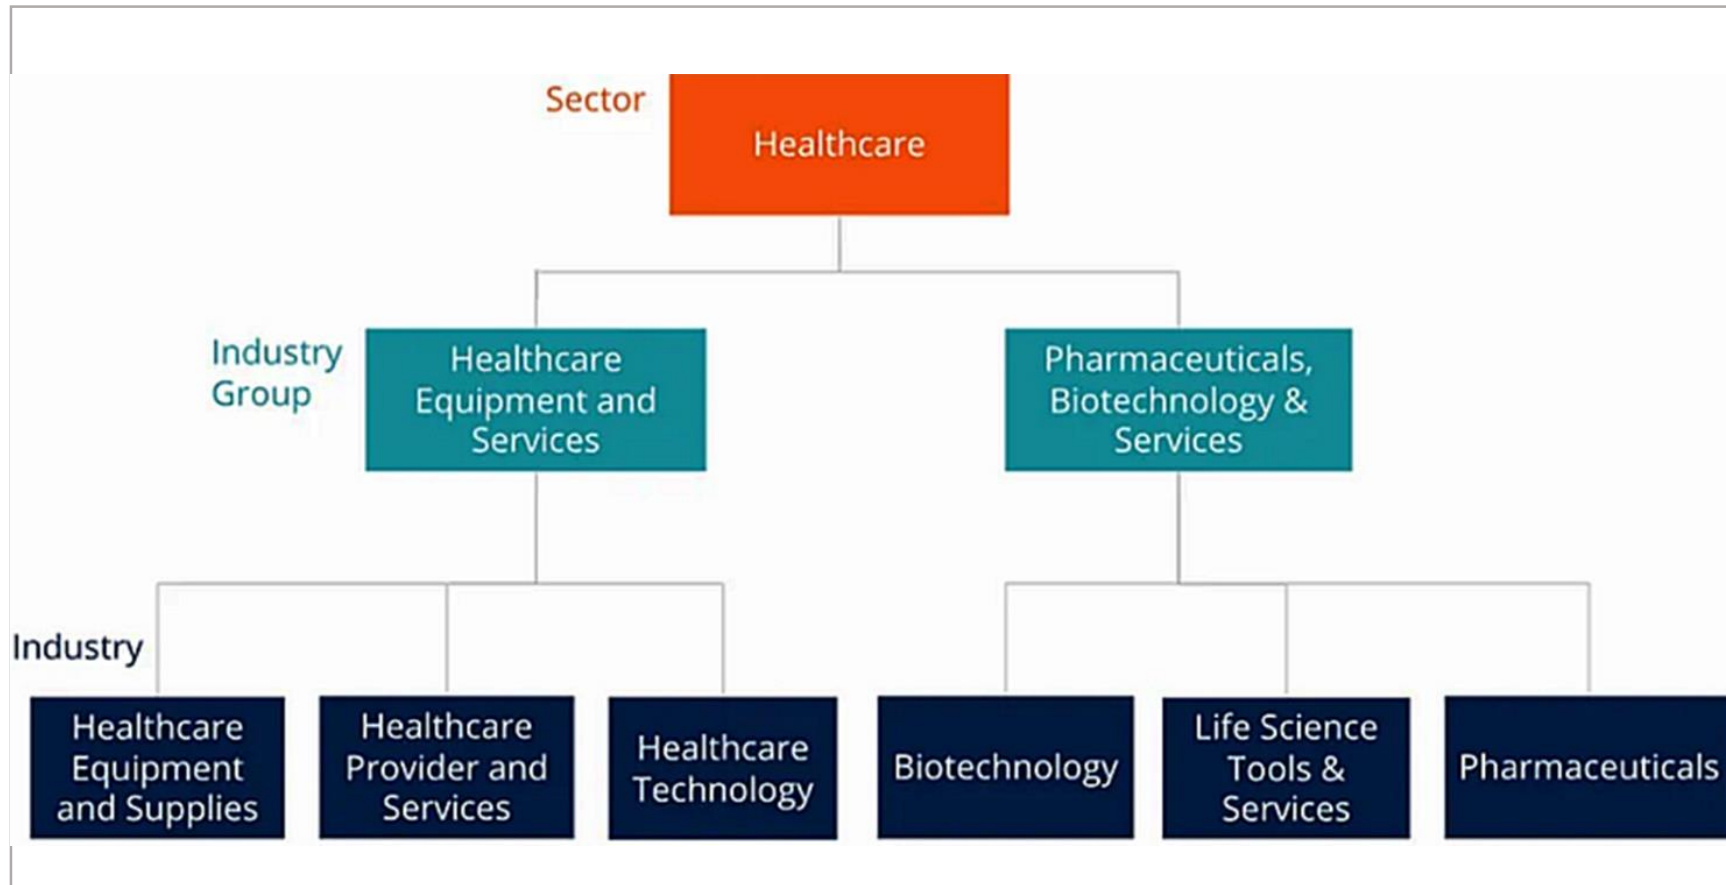 Sector
Healthcare
Industry
Group
Healthcare
Equipment and
Services
Pharmaceuticals,
Biotechnology &
Services
Industry
Healthcare
Equipment
and Supplies
Healthcare
Provider and
Services
Healthcare
Technology
Biotechnology
Life Science
Tools &
Services
Pharmaceuticals